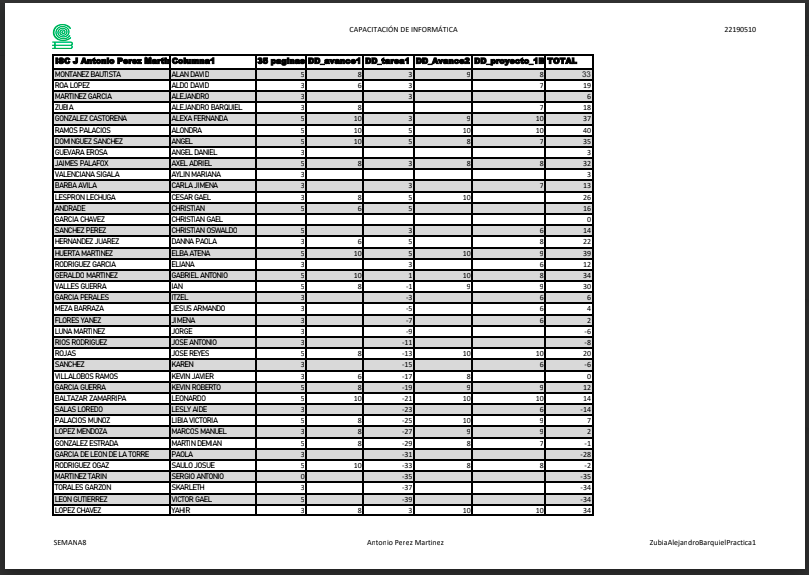 CAPACITACIÓN DE INFORMÁTICA 22190510
ISC J Antonio Perez Marti Columna1 35 paginas DD_avance1 DD_tarea1 DD_Avance2 DD_proyecto_1B TOTAL
MONTAÑEZ BAUTISTA ALAN DAVID 5 8 3 9 8 33
ROA LOPEZ ALDO DAVID 3 6 3 7 19
MARTINEZ GARCIA ALEJANDRO 3 3 6
ZUBIA ALEJANDRO BARQUIEL 3 8 7 18
GONZALEZ CASTORENA ALEXA FERNANDA 5 10 3 9 10 37
RAMOS PALACIOS ALONDRA 5 10 5 10 10 40
DOMINGUEZ SANCHEZ ANGEL 5 10 5 8 7 35
GUEVARA EROSA ANGEL DANIEL 3 3
JAIMES PALAFOX AXEL ADRIEL 5 8 3 8 8 32
VALENCIANA SIGALA AYLIN MARIANA 3 3
BARBA AVILA CARLA JIMENA 3 3 7 13
LESPRON LECHUGA CESAR GAEL 3 8 5 10 26
ANDRADE CHRISTIAN 5 6 5 16
GARCIA CHAVEZ CHRISTIAN GAEL 0
SANCHEZ PEREZ CHRISTIAN OSWALDO 5 3 6 14
HERNANDEZ JUAREZ DANNA PAOLA 3 6 5 8 22
HUERTA MARTINEZ ELBA ATENA 5 10 5 10 9 39
RODRIGUEZ GARCIA ELIANA 3 3 6 12
GERALDO MARTINEZ GABRIEL ANTONIO 5 10 1 10 8 34
VALLES GUERRA IAN 5 8 -1 9 9 30
GARCIA PERALES ITZEL 3 -3 6 6
MEZA BARRAZA JESUS ARMANDO 3 -5 6 4
FLORES YAÑEZ JIMENA 3 -7 6 2
LUNA MARTINEZ JORGE 3 -9 -6
RIOS RODRIGUEZ JOSE ANTONIO 3 -11 -8
ROJAS JOSE REYES 5 8 -13 10 10 20
SANCHEZ KAREN 3 -15 6 -6
VILLALOBOS RAMOS KEVIN JAVIER 3 6 -17 8 0
GARCIA GUERRA KEVIN ROBERTO 5 8 -19 9 9 12
BALTAZAR ZAMARRIPA LEONARDO 5 10 -21 10 10 14
SALAS LOREDO LESLY AIDE 3 -23 6 -14
PALACIOS MUÑOZ LIBIA VICTORIA 5 8 -25 10 9 7
LOPEZ MENDOZA MARCOS MANUEL 3 8 -27 9 9 2
GONZALEZ ESTRADA MARTIN DEMIAN 5 8 -29 8 7 -1
GARCIA DE LEON DE LA TORRE PAOLA 3 -31 -28
RODRIGUEZ OGAZ SAULO JOSUE 5 10 -33 8 8 -2
MARTINEZ TARIN SERGIO ANTONIO 0 -35 -35
TORALES GARZON SKARLETH 3 -37 -34
LEON GUTIERREZ VICTOR GAEL 5 -39 -34
LOPEZ CHAVEZ YAHIR 3 8 3 10 10 34
SEMANA8 Antonio Perez Martinez ZubiaAlejandroBarquielPractica1